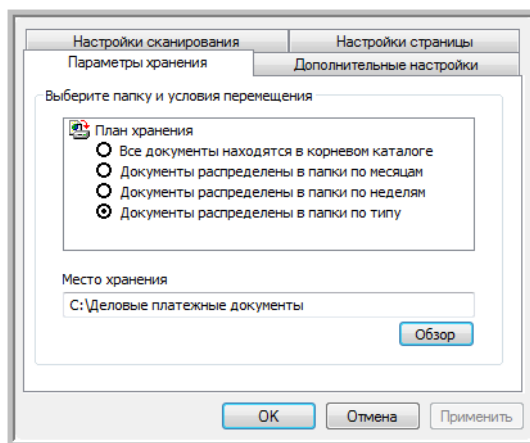 Настройки сканирования
Настройки страницы
Параметры хранения
Дополнительные настройки
Выберите папку и условия перемещения
План хранения
Все документы находятся в корневом каталоге
Документы распределены в папки по месяцам
Документы распределены в папки по неделям
Документы распределены в папки по типу
Место хранения
C:\Деловые платежные документы
Обзор
OK
Отмена
Применить